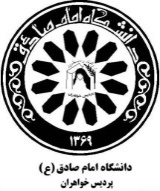 دانشگاه امام صادق
۱۳۶۹
دانشگاه امام صادق (ع)
پردیس خواهران